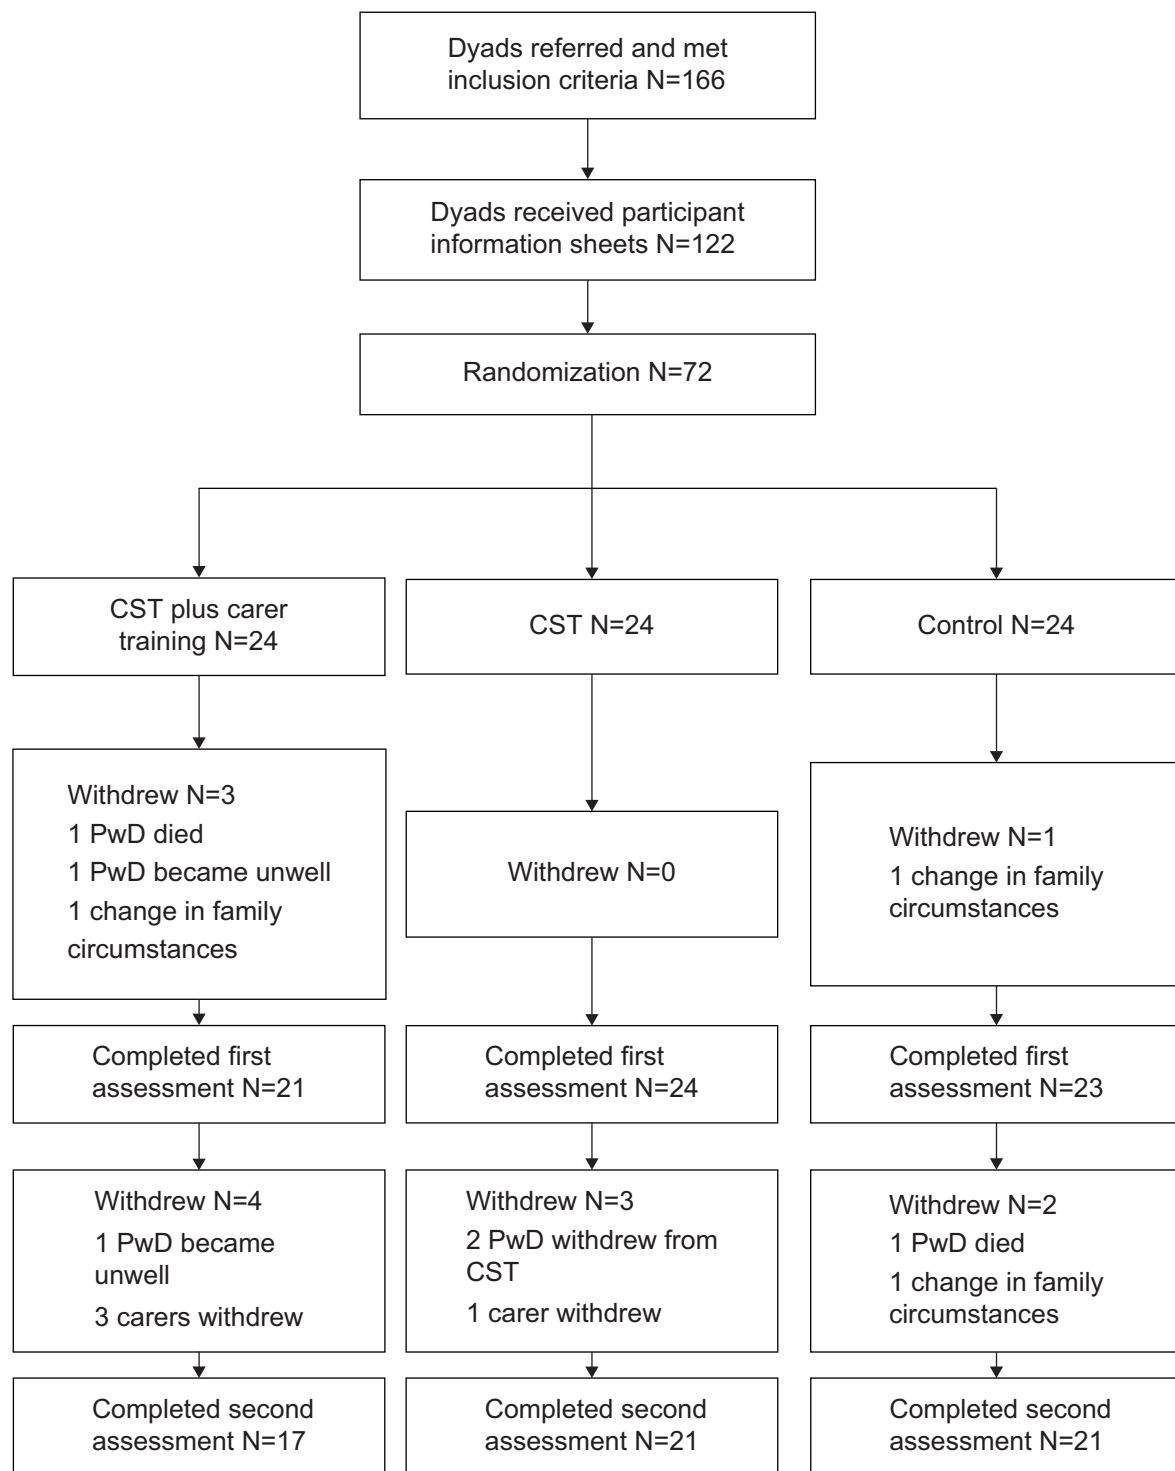 Dyads referred and met
inclusion criteria N=166
Dyads received participant
information sheets N=122
Randomization N=72
CST plus carer
training N=24
CST N=24
Control N=24
Withdrew N=3
1 PwD died
1 PwD became unwell
1 change in family
circumstances
Withdrew N=0
Withdrew N=1
1 change in family
circumstances
Completed first
assessment N=21
Completed first
assessment N=24
Completed first
assessment N=23
Withdrew N=4
1 PwD became
unwell
3 carers withdrew
Withdrew N=3
2 PwD withdrew from
CST
1 carer withdrew
Withdrew N=2
1 PwD died
1 change in family
circumstances
Completed second
assessment N=17
Completed second
assessment N=21
Completed second
assessment N=21